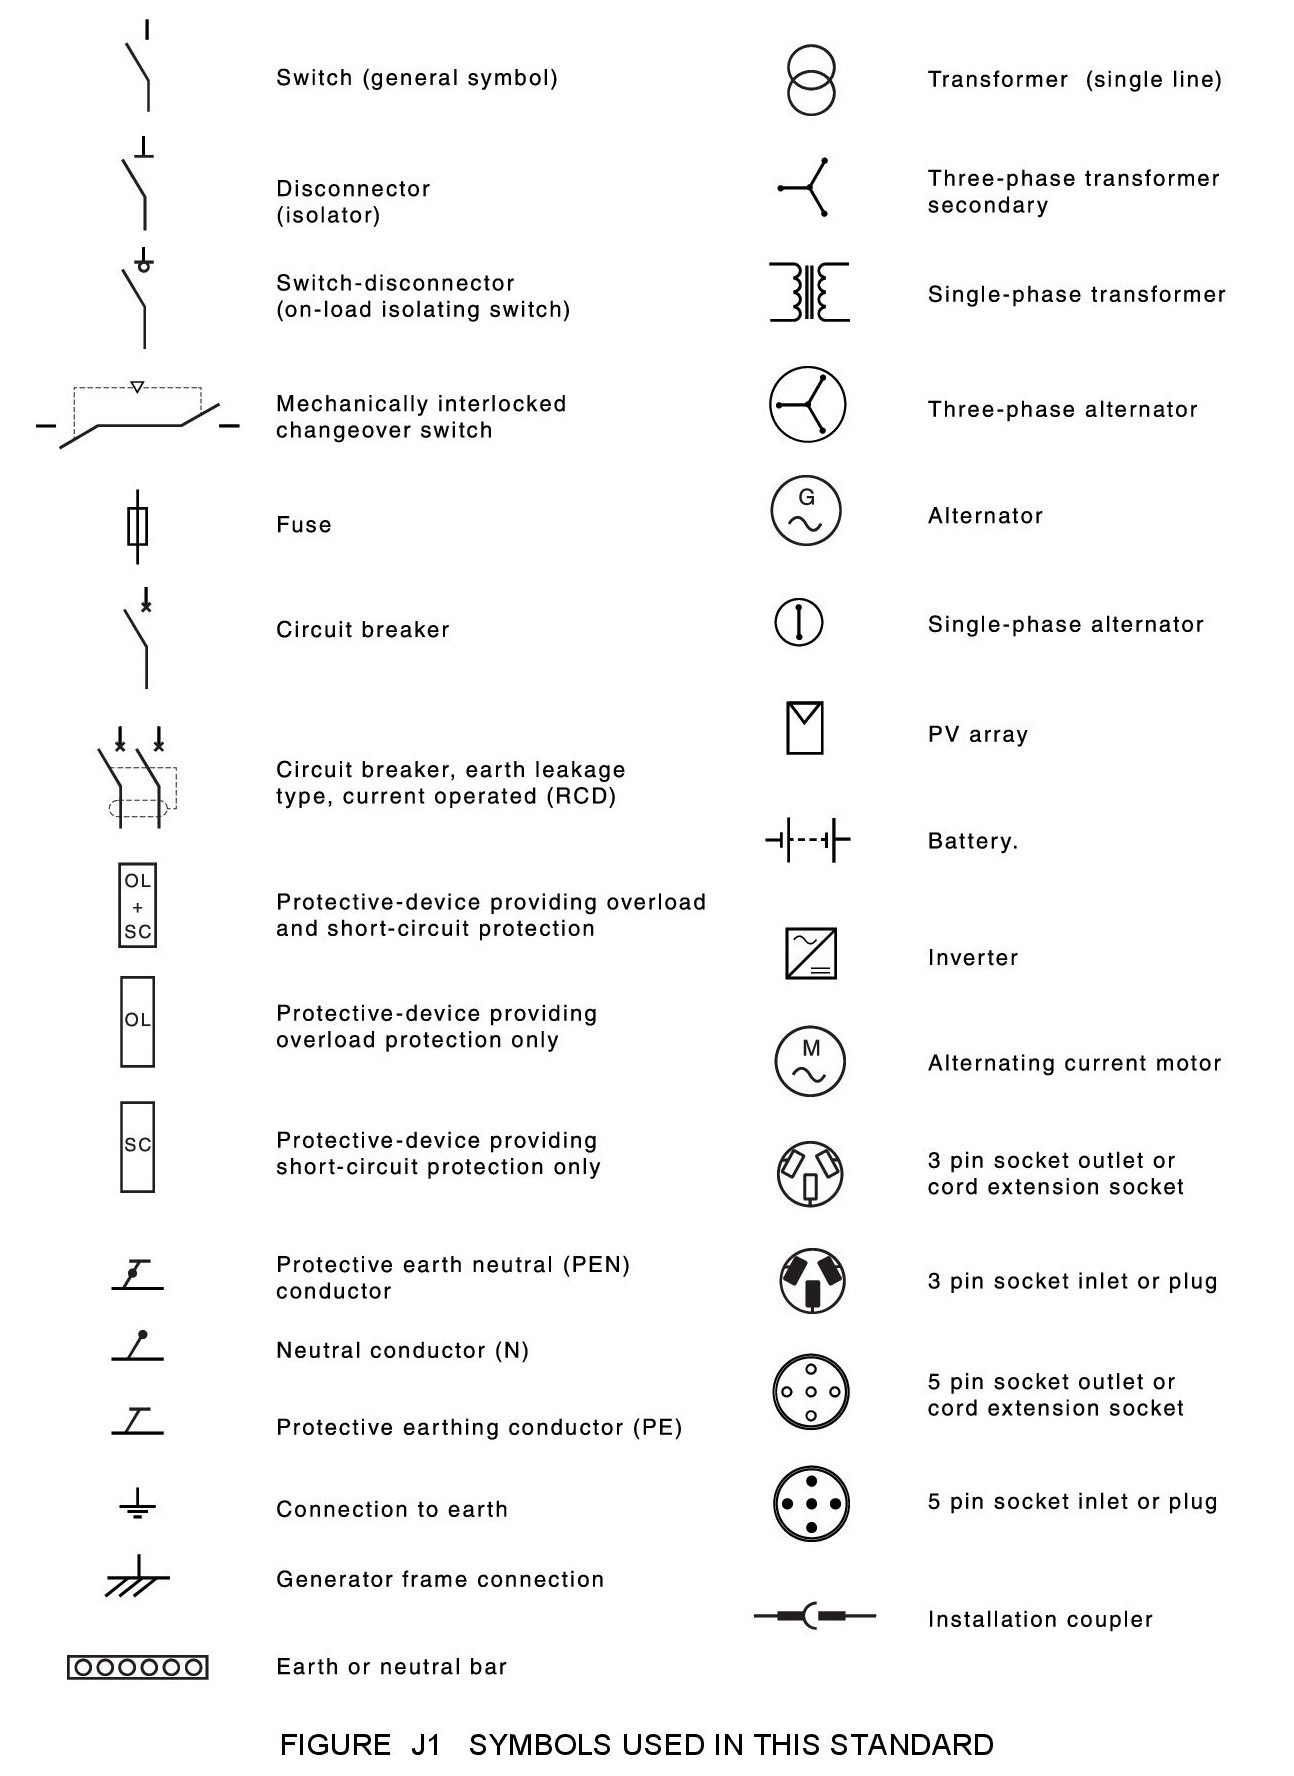 Switch (general symbol)
Disconnector
(isolator)
Switch-disconnector
(on-load isolating switch)
Mechanically interlocked
changeover switch
Fuse
Circuit breaker
Circuit breaker, earth leakage
type, current operated (RCD)
OL
+
SC
Protective-device providing overload
and short-circuit protection
OL
Protective-device providing
overload protection only
SC
Protective-device providing
short-circuit protection only
Protective earth neutral (PEN)
conductor
Neutral conductor (N)
Protective earthing conductor (PE)
Connection to earth
Generator frame connection
Earth or neutral bar
Transformer (single line)
Three-phase transformer
secondary
Single-phase transformer
Three-phase alternator
G
Alternator
Single-phase alternator
PV array
Battery.
Inverter
M
Alternating current motor
3 pin socket outlet or
cord extension socket
3 pin socket inlet or plug
5 pin socket outlet or
cord extension socket
5 pin socket inlet or plug
Installation coupler
FIGURE J1 SYMBOLS USED IN THIS STANDARD